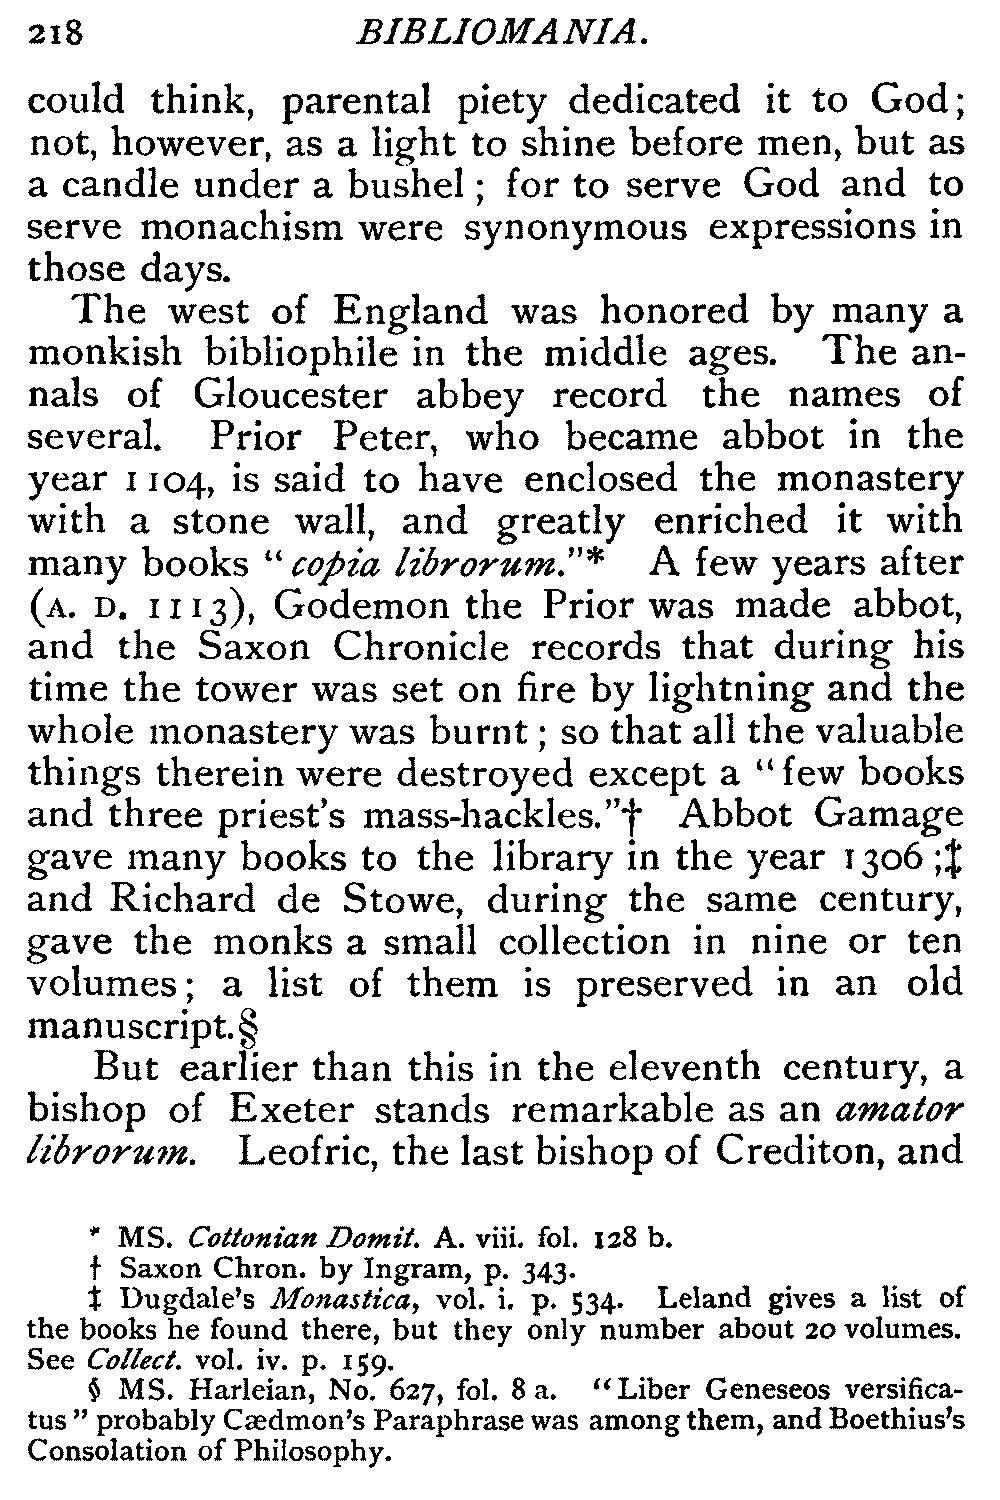 218 BIBLIOMANIA.
could think, parental piety dedicated it to God;
not, however, as a light to shine before men, but as
a candle under a bushel; for to serve God and to
serve monachism were synonymous expressions in
those days.
The west of England was honored by many a
monkish bibliophile in the middle ages. The an-
nals of Gloucester abbey record the names of
several. Prior Peter, who became abbot in the
year 1104, is said to have enclosed the monastery
with a stone wall, and greatly enriched it with
many books "copia librorum."* A few years after
(A. D. 1113), Godemon the Prior was made abbot,
and the Saxon Chronicle records that during his
time the tower was set on fire by lightning and the
whole monastery was burnt; so that all the valuable
things therein were destroyed except a "few books
and three priest's mass-hackles."† Abbot Gamage
gave many books to the library in the year 1306;‡
and Richard de Stowe, during the same century,
gave the monks a small collection in nine or ten
volumes; a list of them is preserved in an old
manuscript.§
But earlier than this in the eleventh century, a
bishop of Exeter stands remarkable as an amator
librorum. Leofric, the last bishop of Crediton, and
* MS. Cottonian Domit. A. viii. fol. 128 b.
† Saxon Chron. by Ingram, p. 343.
‡ Dugdale's Monastica, vol. i. p. 534. Leland gives a list of
the books he found there, but they only number about 20 volumes.
See Collect. vol. iv. p. 159.
§ MS. Harleian, No. 627, fol. 8 a. "Liber Geneseos versifica-
tus" probably Cædmon's Paraphrase was among them, and Boethius's
Consolation of Philosophy.